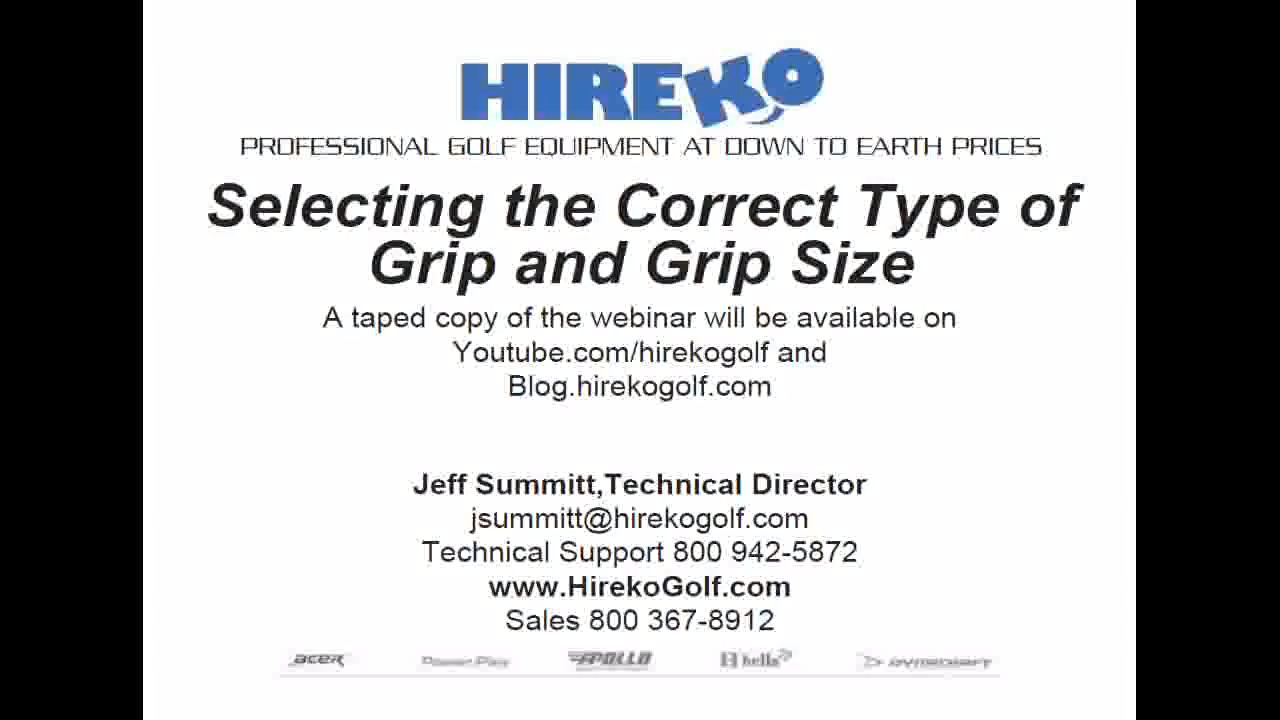 HIREKO
PROFESSIONAL GOLF EQUIPMENT AT DOWN TO EARTH PRICES
Selecting the Correct Type of
Grip and Grip Size
A taped copy of the webinar will be available on
Youtube.com/hirekogolf and
Blog.hirekogolf.com
Jeff Summitt,Technical Director
jsummitt@hirekogolf.com
Technical Support 800 942-5872
www.HirekoGolf.com
Sales 800 367-8912
ACER Power Play APOLLO iBella DYNACRAFT